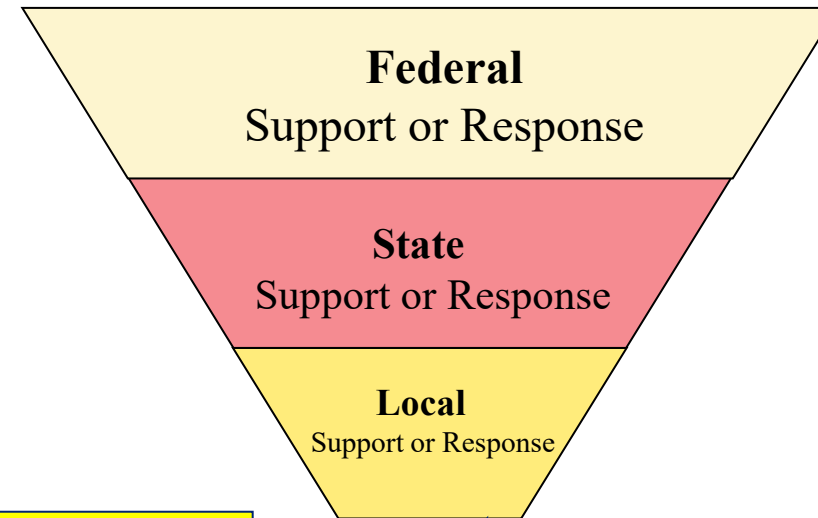 Federal
Support or Response
State
Support or Response
Local
Support or Response